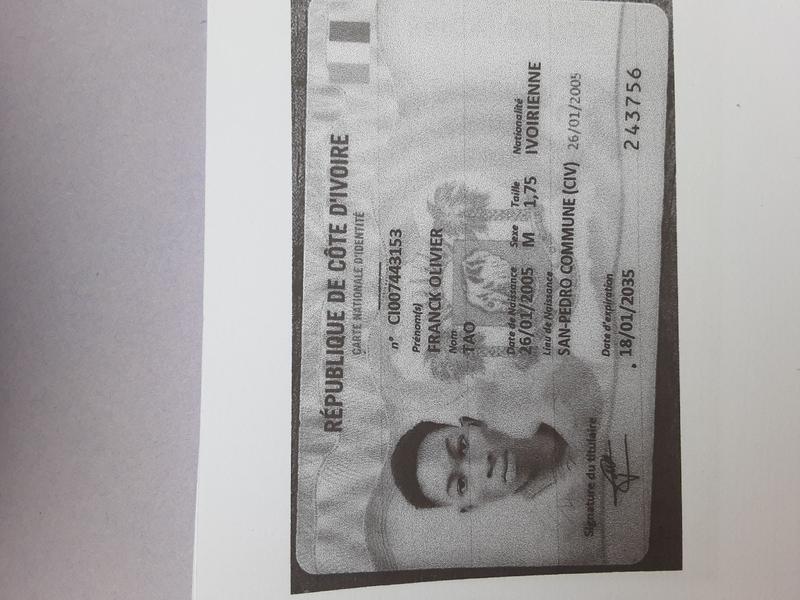 RÉPUBLIQUE DE CÔTE D'IVOIRE
CARTE NATIONALE D'IDENTITÉ
n° CI007443153
Prénom(s)
FRANCK OLIVIER
Nom
TAO
Date de Naissance Sexe Taille Nationalité
26/01/2005 M 1,75 IVOIRIENNE
Lieu de Naissance
SAN-PEDRO COMMUNE (CIV) 26/01/2005
Date d'expiration
18/01/2035
243756
Signature du titulaire